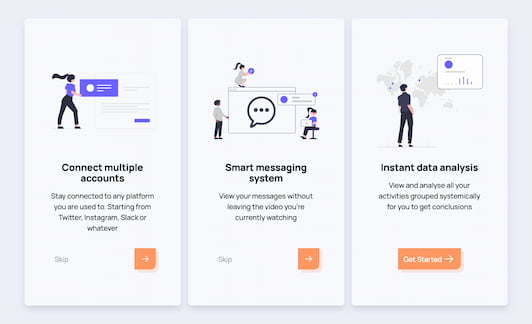 Connect multiple
accounts
Stay connected to any platform
you are used to. Starting from
Twitter, Instagram, Slack or
whatever
Skip
Smart messaging
system
View your messages without
leaving the video you're
currently watching
Skip
Instant data analysis
View and analyse all your
activities grouped systemically
for you to get conclusions
Get Started